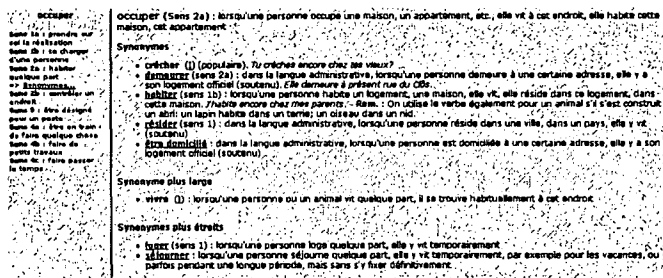 occuper
Sens 1a : prendre sur
soi la réalisation
Sens 1b : se charger
d'une personne
Sens 2a : habiter
quelque part
=> Synonymes...
Sens 2b : contrôler un
endroit
Sens 3 : être désigné
pour un poste
Sens 4a : être en train
de faire quelque chose
Sens 4b : faire de
petits travaux
Sens 4c : faire passer
le temps
occuper (Sens 2a) : lorsqu'une personne occupe une maison, un appartement, etc., elle vit à cet endroit, elle habite cette
maison, cet appartement
Synonymes
• crécher (1) (populaire). Tu crèches encore chez tes vieux?
• demeurer (sens 2a) : dans la langue administrative, lorsqu'une personne demeure à une certaine adresse, elle y a
son logement officiel (soutenu). Elle demeure à présent rue du
• habiter (sens 1b) : lorsqu'une personne habite un logement, une maison, elle vit, elle réside dans ce logement, dans
cette maison. J'habite encore chez mes parents. - Rem. : On utilise le verbe également pour un animal s'il s'est construit
un abri: un lapin habite dans un terrier; un oiseau dans un nid.
• résider (sens 1) : dans la langue administrative, lorsqu'une personne réside dans une ville, dans un pays, elle y vit
(soutenu)
• être domicilié : dans la langue administrative, lorsqu'une personne est domiciliée à une certaine adresse, elle y a son
logement officiel (soutenu)
Synonyme plus large
• vivre (1) : lorsqu'une personne ou un animal vit quelque part, il se trouve habituellement à cet endroit
Synonymes plus étroits
• loger (sens 1) : lorsqu'une personne loge quelque part, elle y vit temporairement
• séjourner : lorsqu'une personne séjourne quelque part, elle y vit temporairement, par exemple pour les vacances, ou
parfois pendant une longue période, mais sans s'y fixer définitivement.